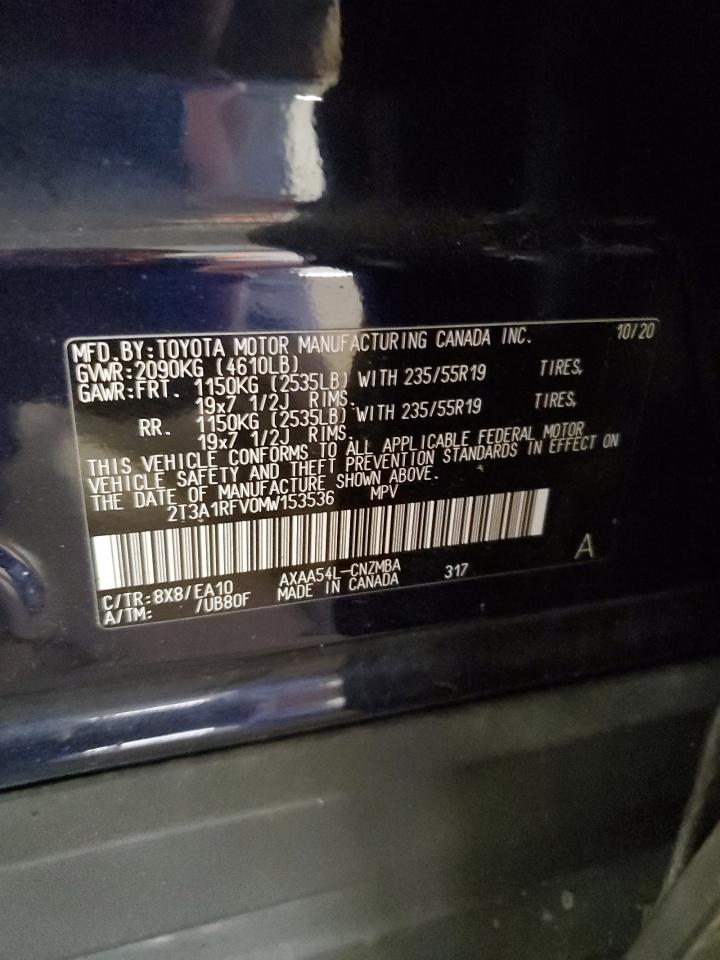 MFD. BY: TOYOTA MOTOR MANUFACTURING CANADA INC. 10/20
GVWR: 2090KG (4610LB)
GAWR: FRT. 1150KG (2535LB) WITH 235/55R19 TIRES,
19x7 1/2J RIMS.
RR. 1150KG (2535LB) WITH 235/55R19 TIRES,
19x7 1/2J RIMS.
THIS VEHICLE CONFORMS TO ALL APPLICABLE FEDERAL MOTOR
VEHICLE SAFETY AND THEFT PREVENTION STANDARDS IN EFFECT ON
THE DATE OF MANUFACTURE SHOWN ABOVE.
2T3A1RFV0MW153536 MPV
A
C/TR: 8X8/EA10 AXAA54L-CNZMBA 317
A/TM: /UB80F MADE IN CANADA